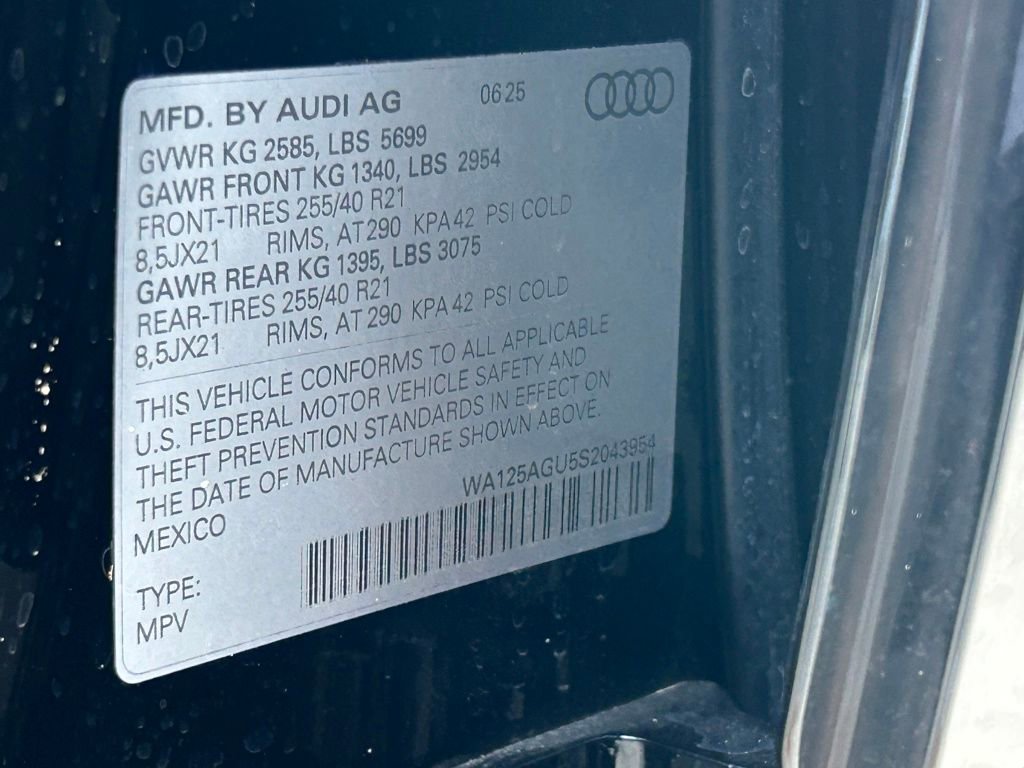 MFD. BY AUDI AG 0625
GVWR KG 2585, LBS 5699
GAWR FRONT KG 1340, LBS 2954
FRONT-TIRES 255/40 R21
8,5JX21 RIMS, AT 290 KPA 42 PSI COLD
GAWR REAR KG 1395, LBS 3075
REAR-TIRES 255/40 R21
8,5JX21 RIMS, AT 290 KPA 42 PSI COLD
THIS VEHICLE CONFORMS TO ALL APPLICABLE
U.S. FEDERAL MOTOR VEHICLE SAFETY AND
THEFT PREVENTION STANDARDS IN EFFECT ON
THE DATE OF MANUFACTURE SHOWN ABOVE.
MEXICO WA125AGU5S2043954
TYPE:
MPV